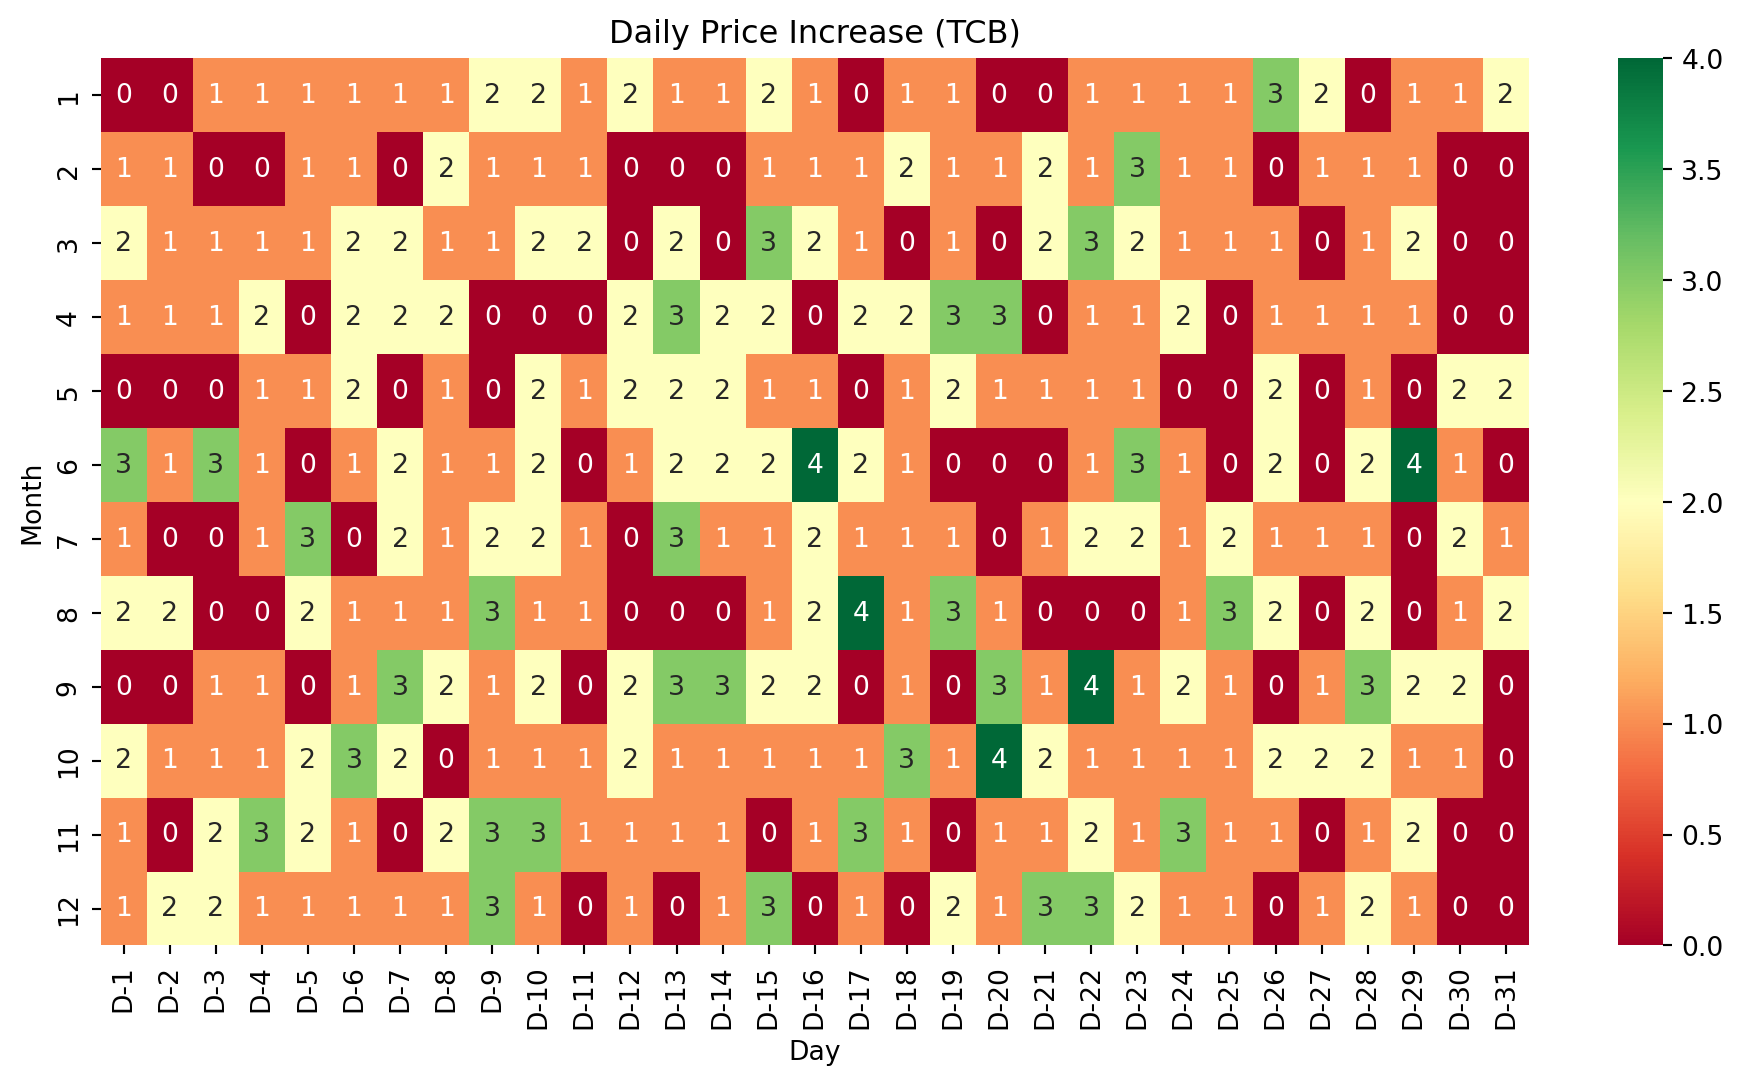 Daily Price Increase (TCB)
1 0 0 1 1 1 1 1 1 2 2 1 2 1 1 2 1 0 1 1 0 0 1 1 1 1 3 2 0 1 1 2
2 1 1 0 0 1 1 0 2 1 1 1 0 0 0 1 1 1 2 1 1 2 1 3 1 1 0 1 1 1 0 0
3 2 1 1 1 1 2 2 1 1 2 2 0 2 0 3 2 1 0 1 0 2 3 2 1 1 1 0 1 2 0 0
4 1 1 1 2 0 2 2 2 0 0 0 2 3 2 2 0 2 2 3 3 0 1 1 2 0 1 1 1 1 0 0
5 0 0 0 1 1 2 0 1 0 2 1 2 2 2 1 1 0 1 2 1 1 1 1 0 0 2 0 1 0 2 2
6 3 1 3 1 0 1 2 1 1 2 0 1 2 2 2 4 2 1 0 0 0 1 3 1 0 2 0 2 4 1 0
7 1 0 0 1 3 0 2 1 2 2 1 0 3 1 1 2 1 1 1 0 1 2 2 1 2 1 1 1 0 2 1
8 2 2 0 0 2 1 1 1 3 1 1 0 0 0 1 2 4 1 3 1 0 0 0 1 3 2 0 2 0 1 2
9 0 0 1 1 0 1 3 2 1 2 0 2 3 3 2 2 0 1 0 3 1 4 1 2 1 0 1 3 2 2 0
10 2 1 1 1 2 3 2 0 1 1 1 2 1 1 1 1 1 3 1 4 2 1 1 1 1 2 2 2 1 1 0
11 1 0 2 3 2 1 0 2 3 3 1 1 1 1 0 1 3 1 0 1 1 2 1 3 1 1 0 1 2 0 0
12 1 2 2 1 1 1 1 1 3 1 0 1 0 1 3 0 1 0 2 1 3 3 2 1 1 0 1 2 1 0 0
Month
D-1 D-2 D-3 D-4 D-5 D-6 D-7 D-8 D-9 D-10 D-11 D-12 D-13 D-14 D-15 D-16 D-17 D-18 D-19 D-20 D-21 D-22 D-23 D-24 D-25 D-26 D-27 D-28 D-29 D-30 D-31
Day
4.0
3.5
3.0
2.5
2.0
1.5
1.0
0.5
0.0